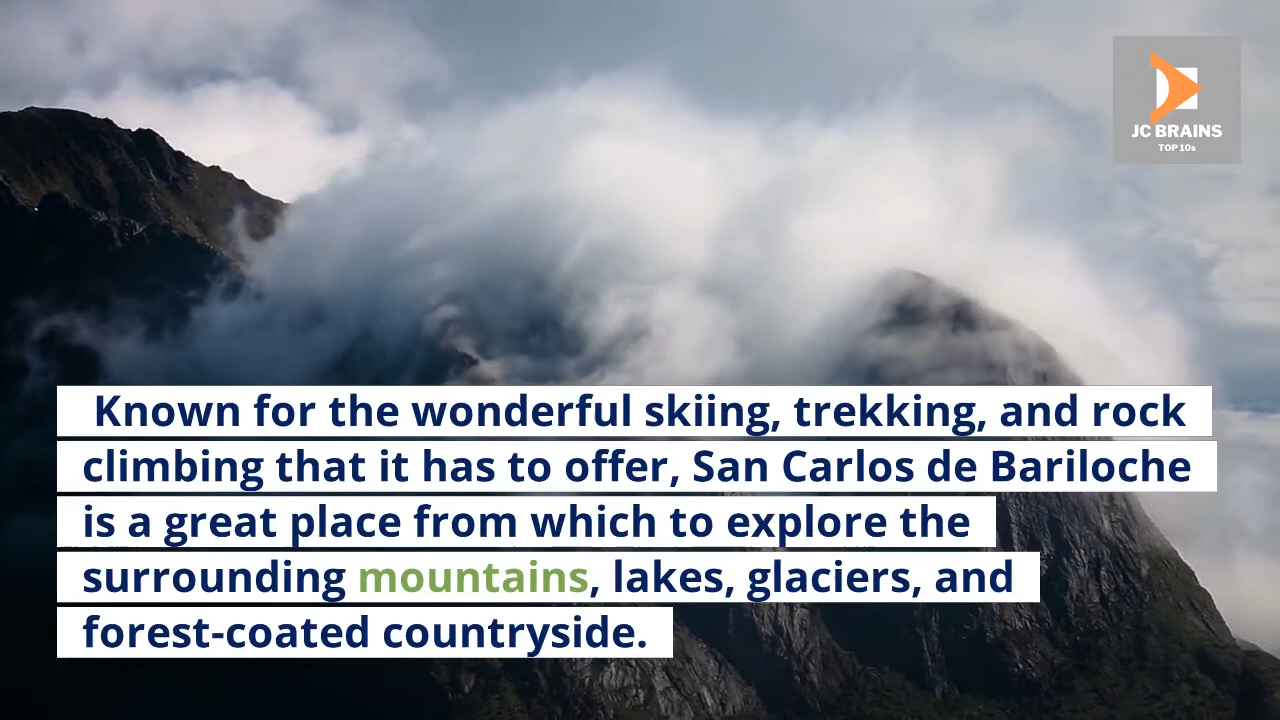 JC BRAINS
TOP 10s
Known for the wonderful skiing, trekking, and rock
climbing that it has to offer, San Carlos de Bariloche
is a great place from which to explore the
surrounding mountains, lakes, glaciers, and
forest-coated countryside.